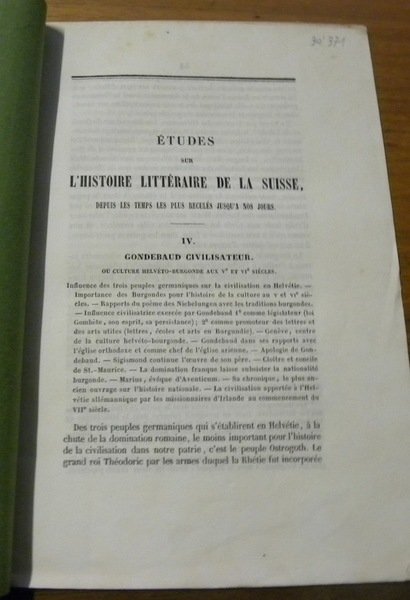 90'371
ÉTUDES
SUR
L'HISTOIRE LITTÉRAIRE DE LA SUISSE,
DEPUIS LES TEMPS LES PLUS RECULÉS JUSQU'A NOS JOURS.
IV.
GONDEBAUD CIVILISATEUR.
OU CULTURE HELVÉTO-BURGONDE AUX Ve ET VIe SIÈCLES.
Influence des trois peuples germaniques sur la civilisation en Helvétie. —
Importance des Burgondes pour l'histoire de la culture au V et VIe siè-
cles. — Rapports du poème des Nichelungen avec les traditions burgondes.
— Influence civilisatrice exercée par Gondebaud 1° comme législateur (loi
Gombète, son esprit, sa persistance); 2° comme promoteur des lettres et
des arts utiles (lettres, écoles et arts en Burgundie). — Genève, centre
de la culture helvéto-bourgonde. — Gondebaud dans ses rapports avec
l'église orthodoxe et comme chef de l'église arienne. — Apologie de Gon-
debaud. — Sigismond continue l'œuvre de son père. — Cloître et concile
de St.-Maurice. — La domination franque laisse subsister la nationalité
burgonde. — Marius, évêque d'Aventicum. — Sa chronique, le plus an-
cien ouvrage sur l'histoire nationale. — La civilisation apportée à l'Hel-
vétie allémannique par les missionnaires d'Irlande au commencement du
VIIe siècle.
Des trois peuples germaniques qui s'établirent en Helvétie, à la
chute de la domination romaine, le moins important pour l'histoire
de la civilisation dans notre patrie, c'est le peuple Ostrogoth. Le
grand roi Théodoric par les armes duquel la Rhétie fut incorporée